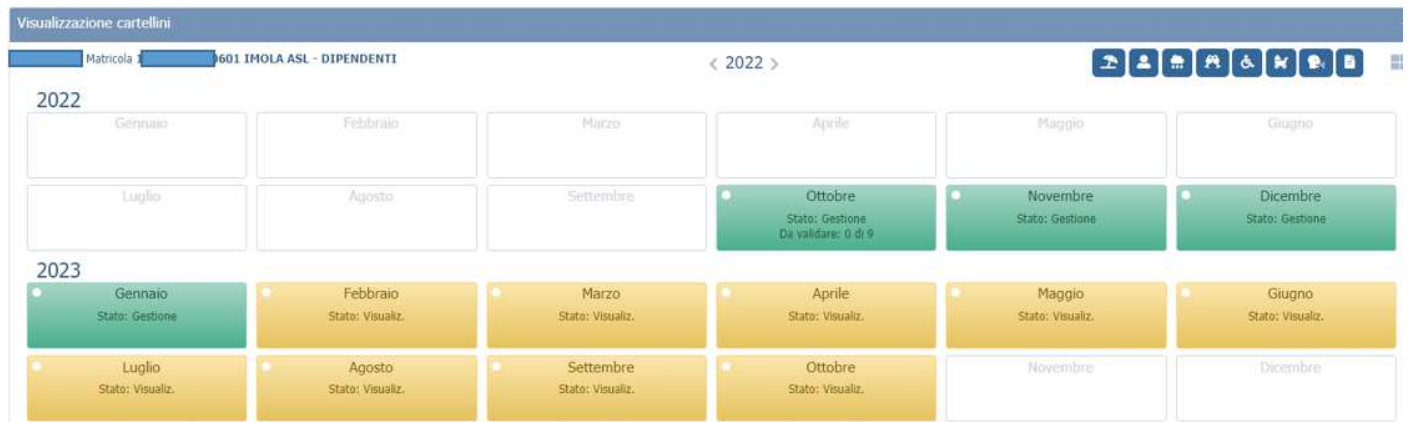 Visualizzazione cartellini
Matricola 1 0601 IMOLA ASL - DIPENDENTI < 2022 >
2022
Gennaio Febbraio Marzo Aprile Maggio Giugno
Luglio Agosto Settembre Ottobre Novembre Dicembre
Stato: Gestione Stato: Gestione Stato: Gestione
Da validare: 0 di 9
2023
Gennaio Febbraio Marzo Aprile Maggio Giugno
Stato: Gestione Stato: Visualiz. Stato: Visualiz. Stato: Visualiz. Stato: Visualiz. Stato: Visualiz.
Luglio Agosto Settembre Ottobre Novembre Dicembre
Stato: Visualiz. Stato: Visualiz. Stato: Visualiz. Stato: Visualiz.